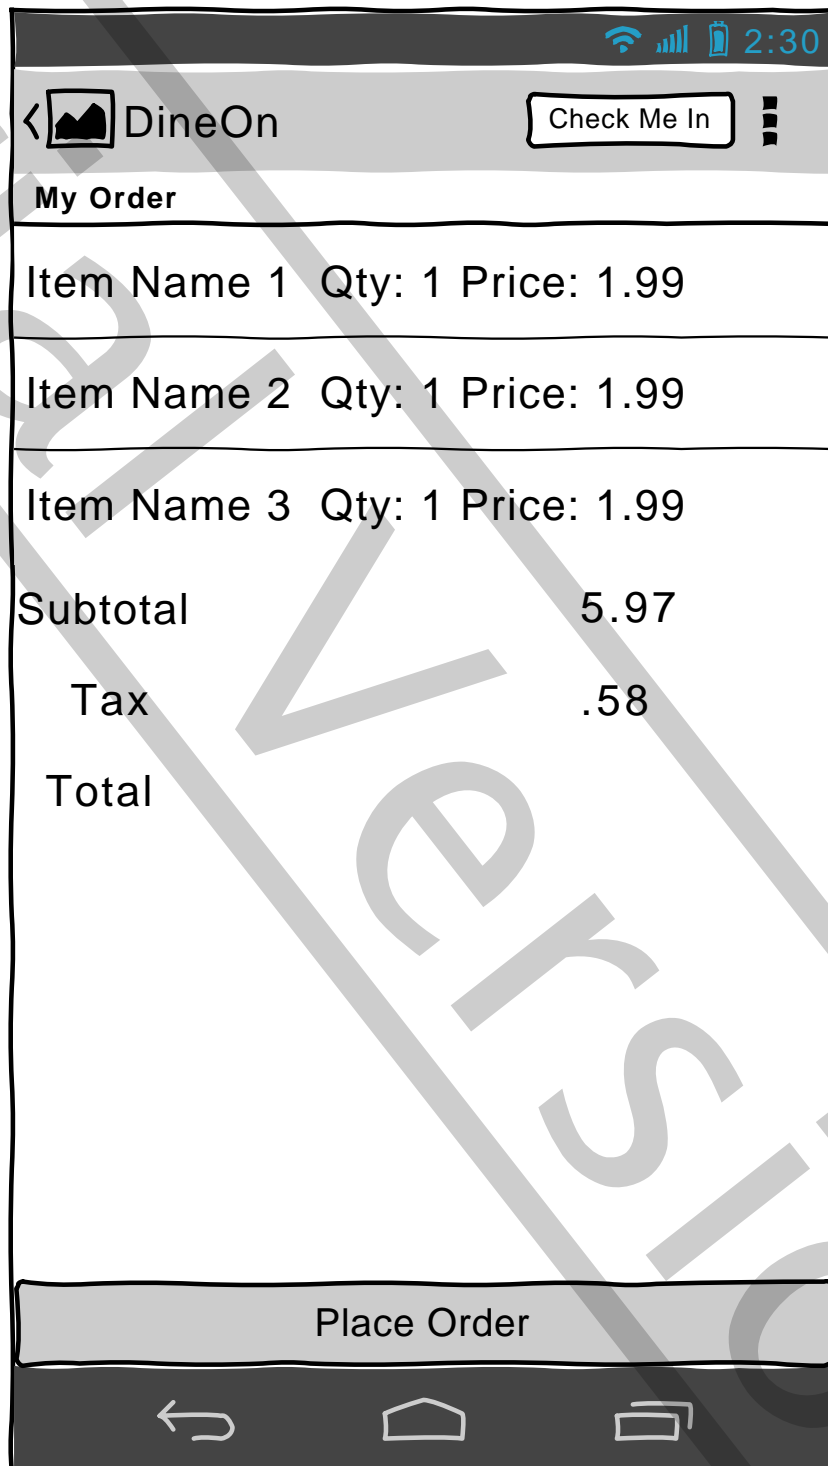 2:30
DineOn Check Me In
My Order
Item Name 1 Qty: 1 Price: 1.99
Item Name 2 Qty: 1 Price: 1.99
Item Name 3 Qty: 1 Price: 1.99
Subtotal 5.97
Tax .58
Total
Place Order